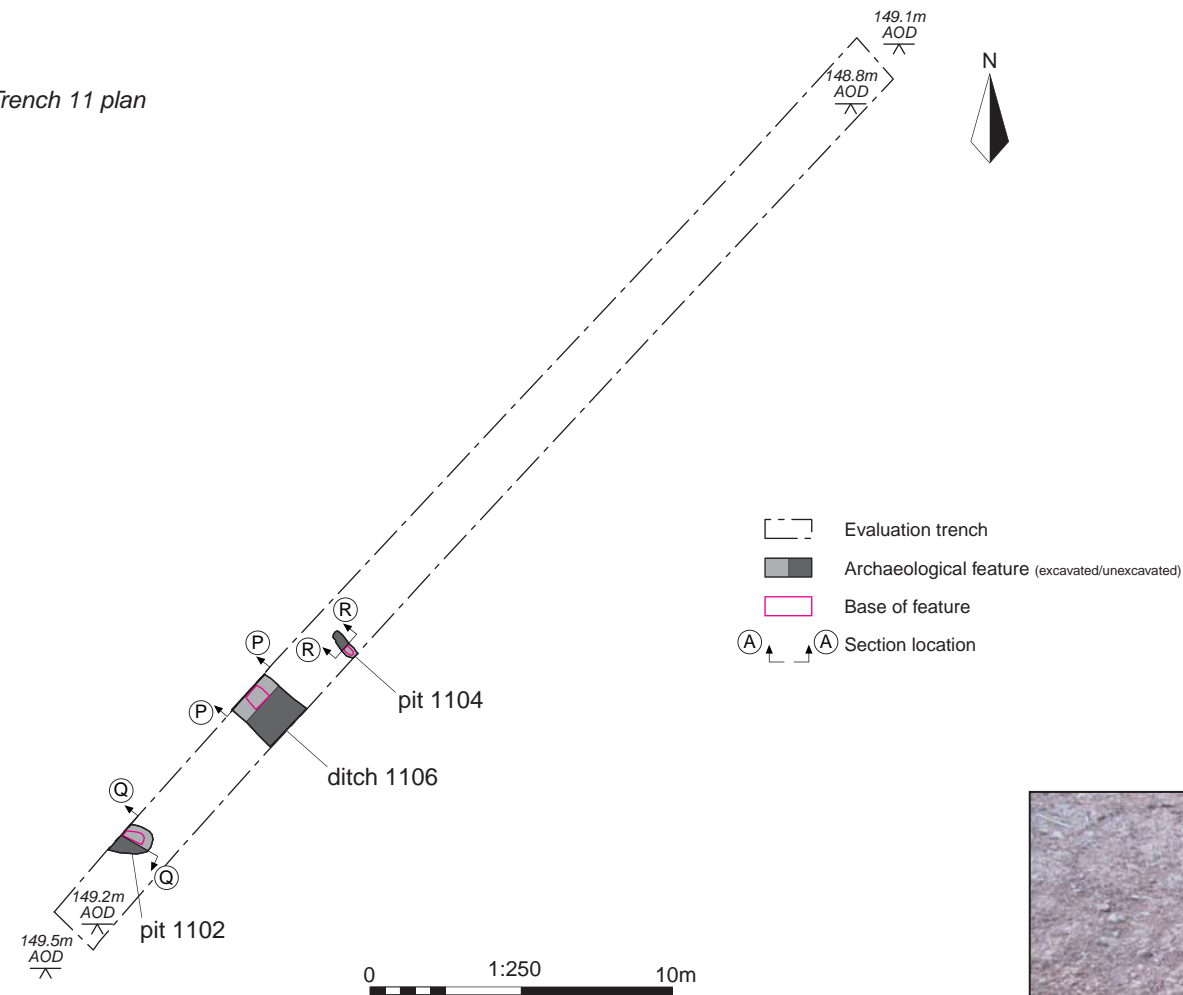 149.1m
AOD
N
148.8m
AOD
Trench 11 plan
Evaluation trench
Archaeological feature (excavated/unexcavated)
Base of feature
A A Section location
R
R
P
pit 1104
P
ditch 1106
Q
Q
149.2m
AOD
pit 1102
149.5m
AOD
0 1:250 10m